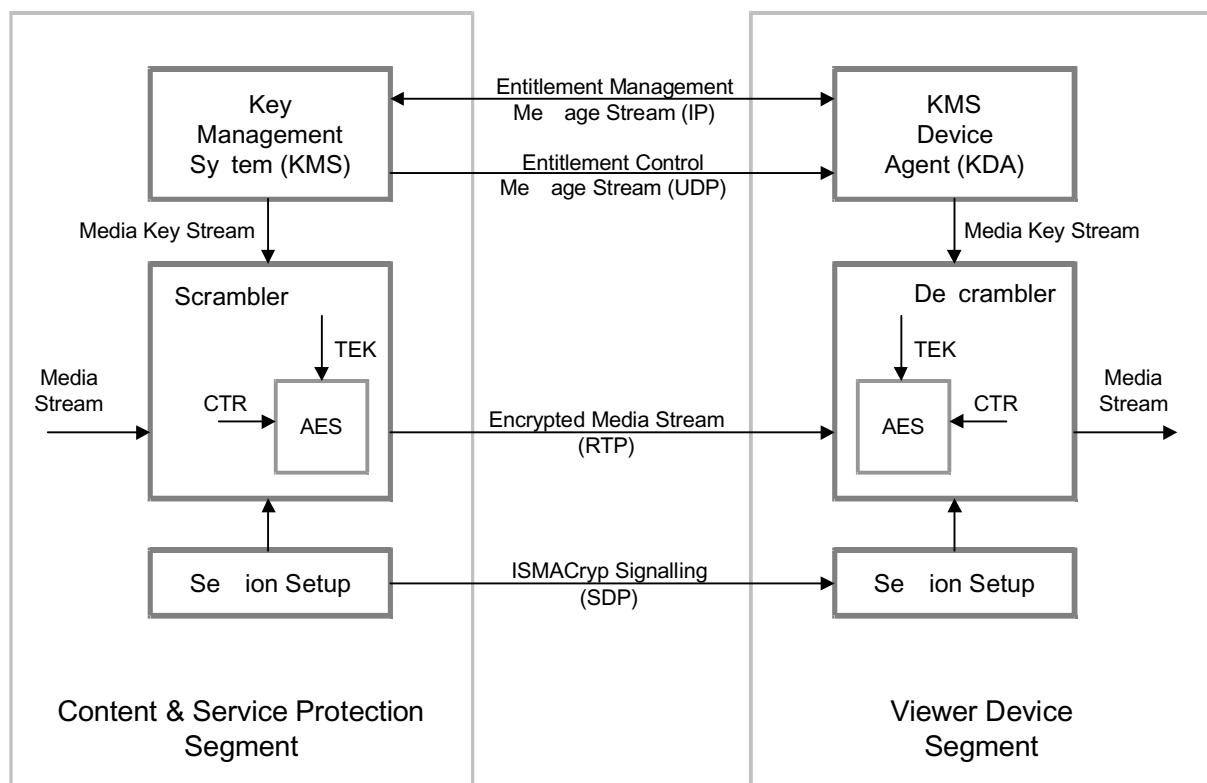 Key
Management
Sy tem (KMS)
Entitlement Management
Me age Stream (IP)
Entitlement Control
Me age Stream (UDP)
KMS
Device
Agent (KDA)
Media Key Stream
Media Key Stream
Scrambler
TEK
CTR
AES
Media
Stream
Encrypted Media Stream
(RTP)
De crambler
TEK
CTR
AES
Media
Stream
Se ion Setup
ISMACryp Signalling
(SDP)
Se ion Setup
Content & Service Protection
Segment
Viewer Device
Segment